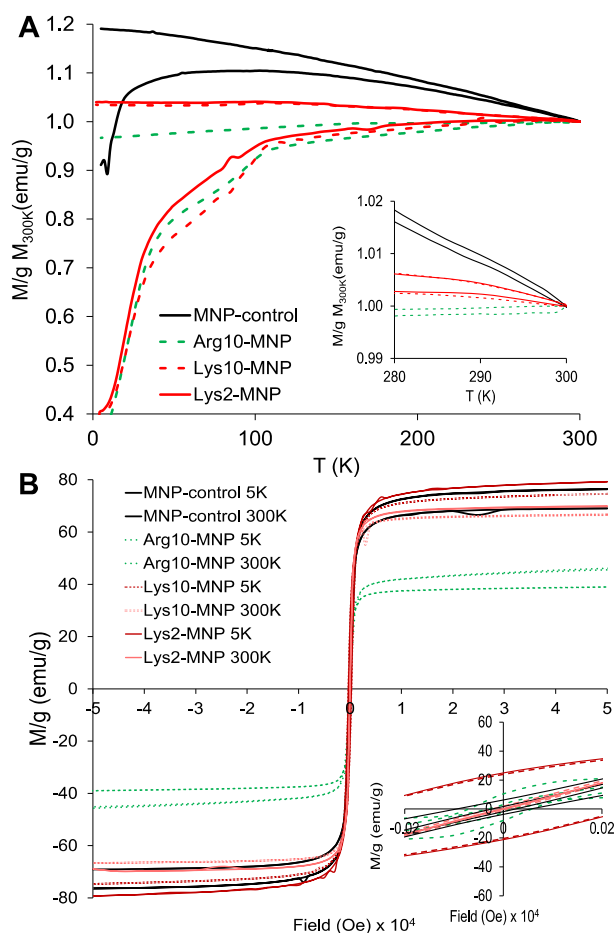 A
M/g M300K(emu/g)
1.2
1.1
1.0
0.9
0.8
0.7
0.6
0.5
0.4
0
100
200
300
T (K)
MNP-control
Arg10-MNP
Lys10-MNP
Lys2-MNP
M/g M300K(emu/g)
1.02
1.01
1.00
0.99
280
290
300
T (K)
B
M/g (emu/g)
80
60
40
20
0
-20
-40
-60
-80
-5
-4
-3
-2
-1
0
1
2
3
4
5
MNP-control 5K
MNP-control 300K
Arg10-MNP 5K
Arg10-MNP 300K
Lys10-MNP 5K
Lys10-MNP 300K
Lys2-MNP 5K
Lys2-MNP 300K
Field (Oe) x 10⁴
M/g (emu/g)
60
40
20
0
-20
-40
-60
-0.02
0
0.02
Field (Oe) x 10⁴